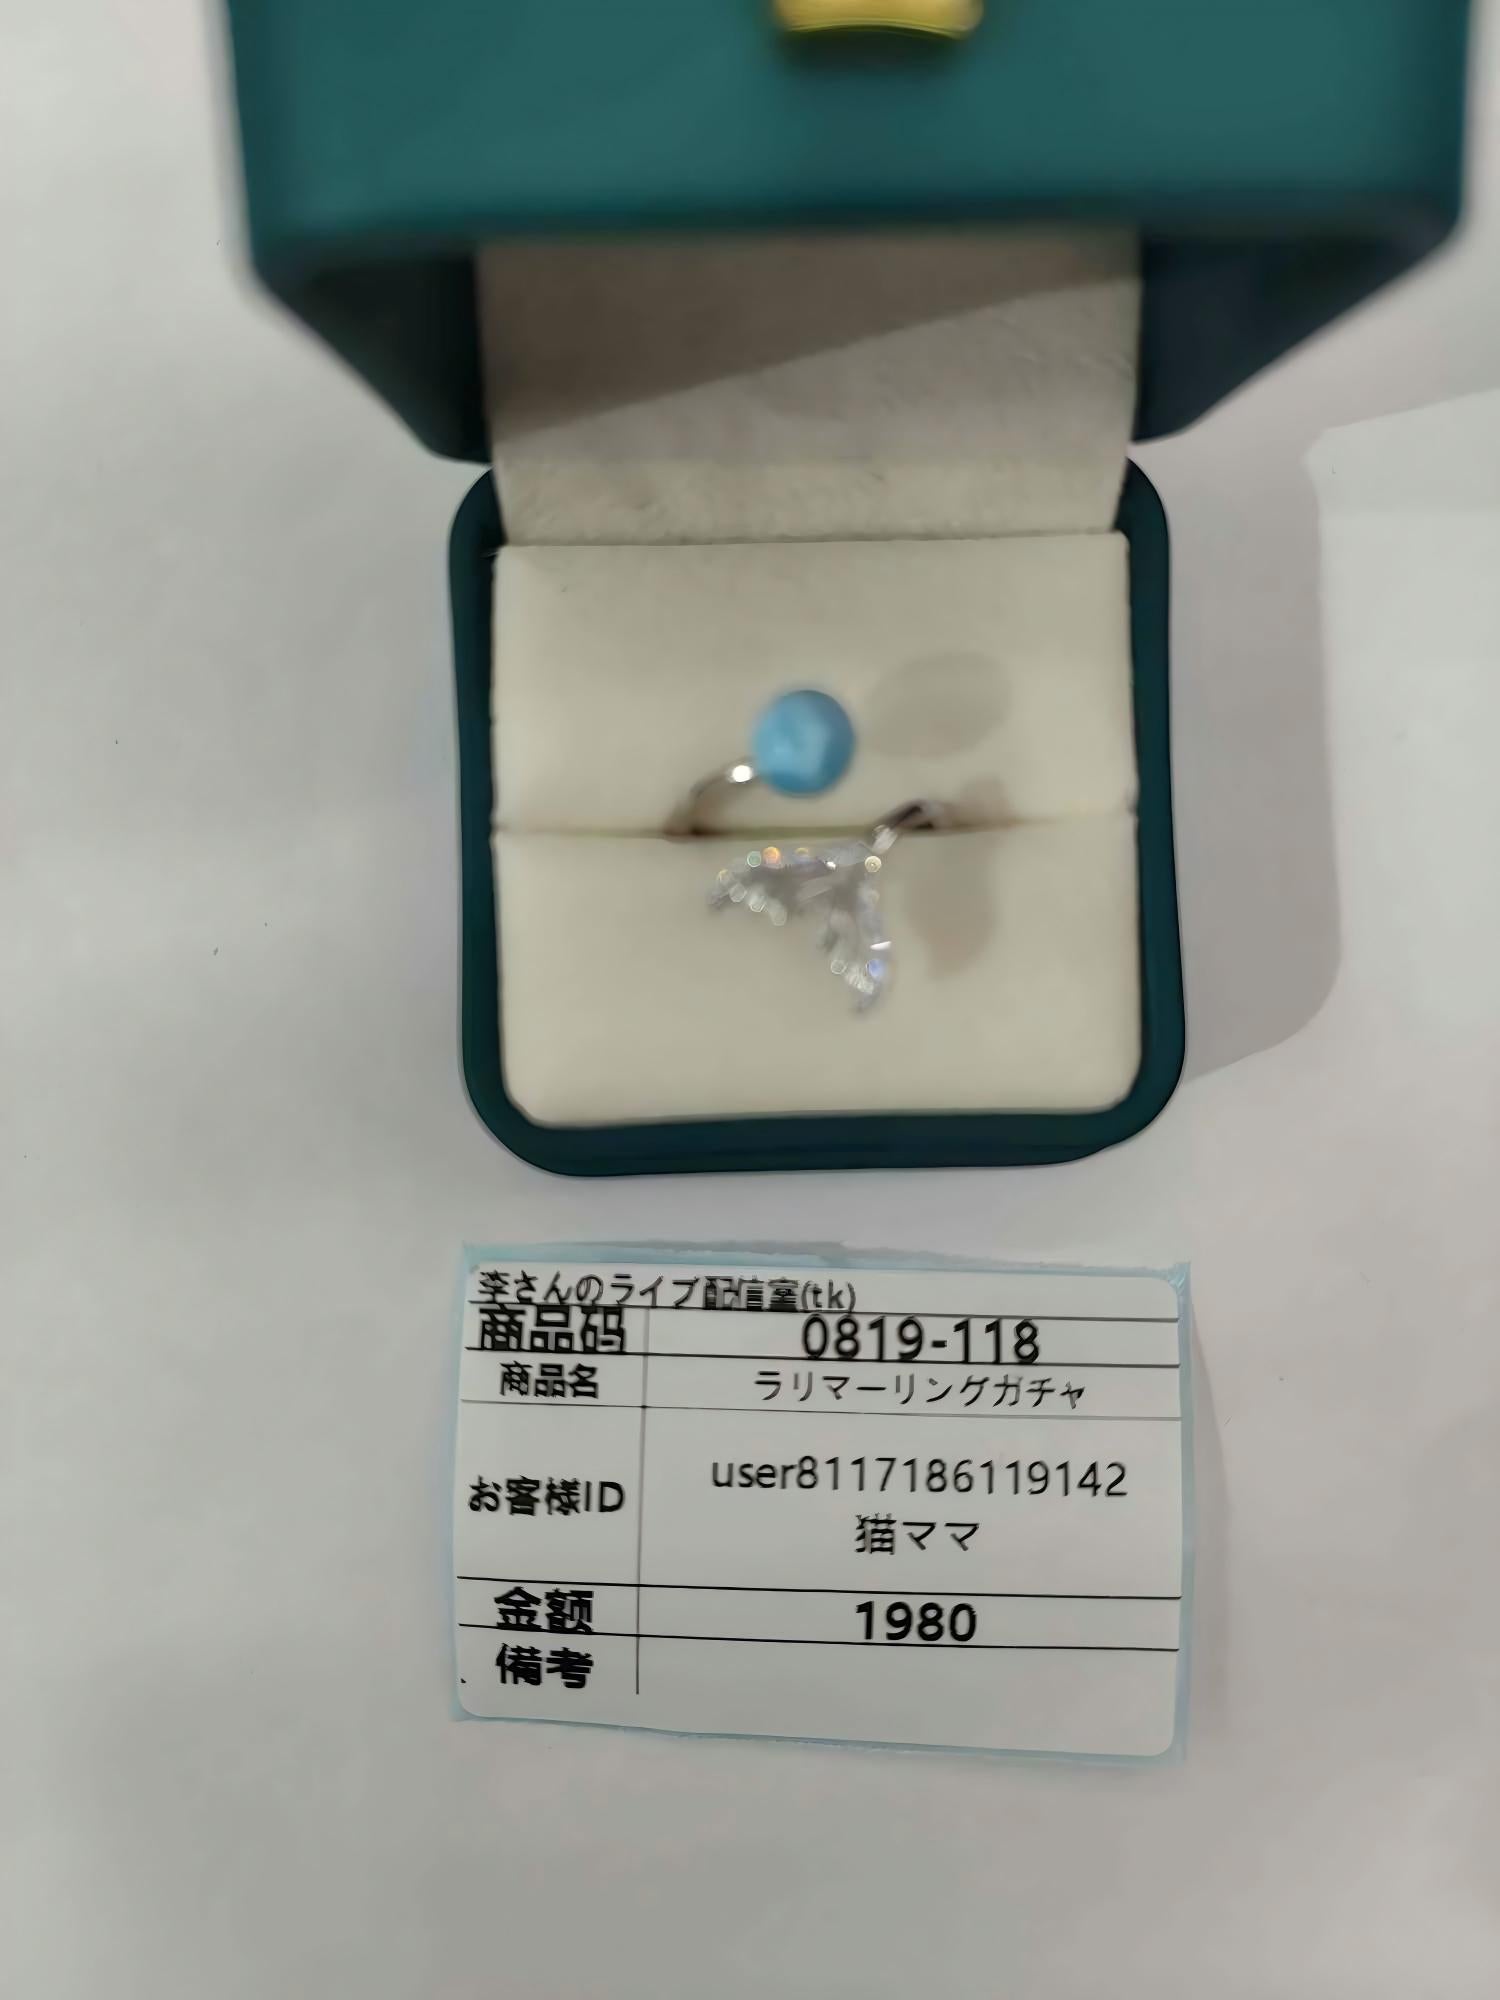 李さんのライブ配信室(tk)
商品码 0819-118
商品名 ラリマーリングガチャ
お客様ID user8117186119142
猫ママ
金额 1980
備考